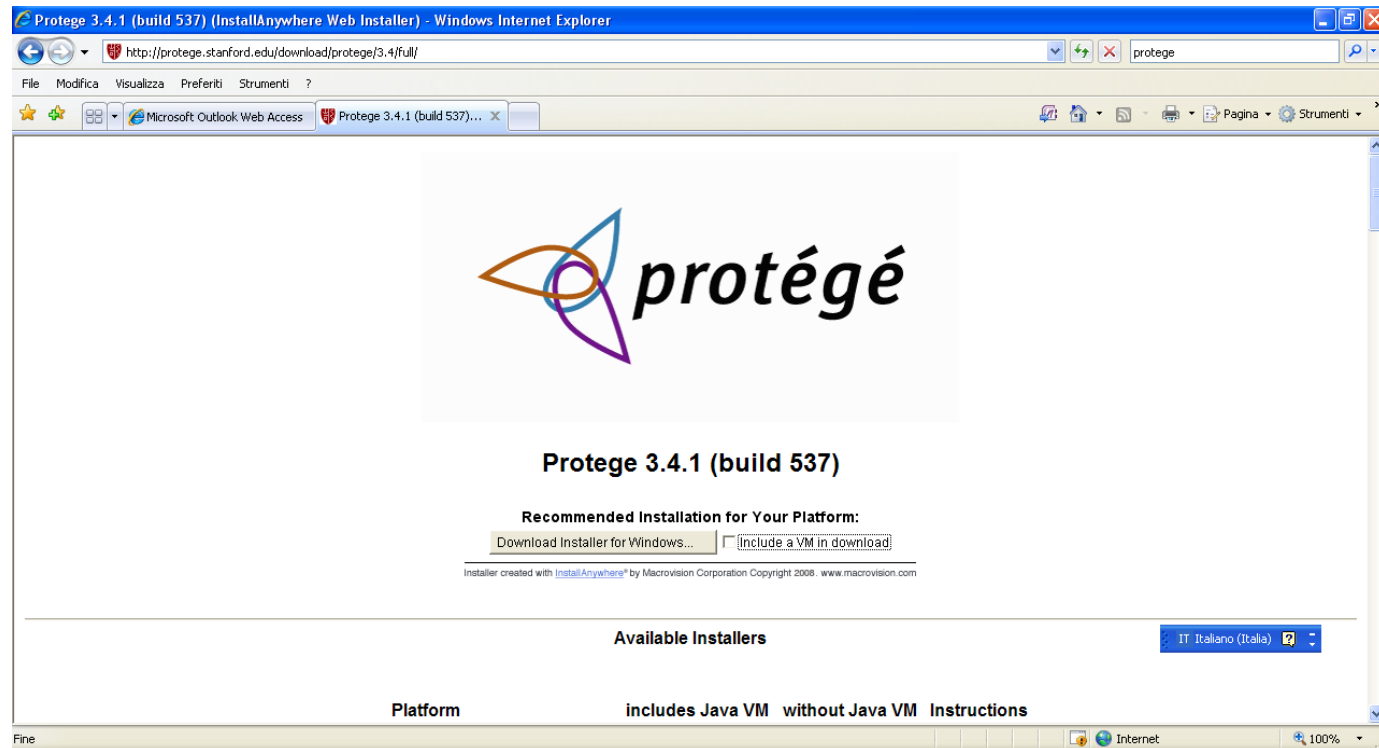 Protege 3.4.1 (build 537) (InstallAnywhere Web Installer) - Windows Internet Explorer
http://protege.stanford.edu/download/protege/3.4/full/
protege
File Modifica Visualizza Preferiti Strumenti ?
Microsoft Outlook Web Access
Protege 3.4.1 (build 537)... X
Pagina
Strumenti
»
protégé
Protege 3.4.1 (build 537)
Recommended Installation for Your Platform:
Download Installer for Windows... Include a VM in download
Installer created with InstallAnywhere® by Macrovision Corporation Copyright 2008. www.macrovision.com
Available Installers
IT Italiano (Italia) ?
Platform includes Java VM without Java VM Instructions
Fine Internet 100%